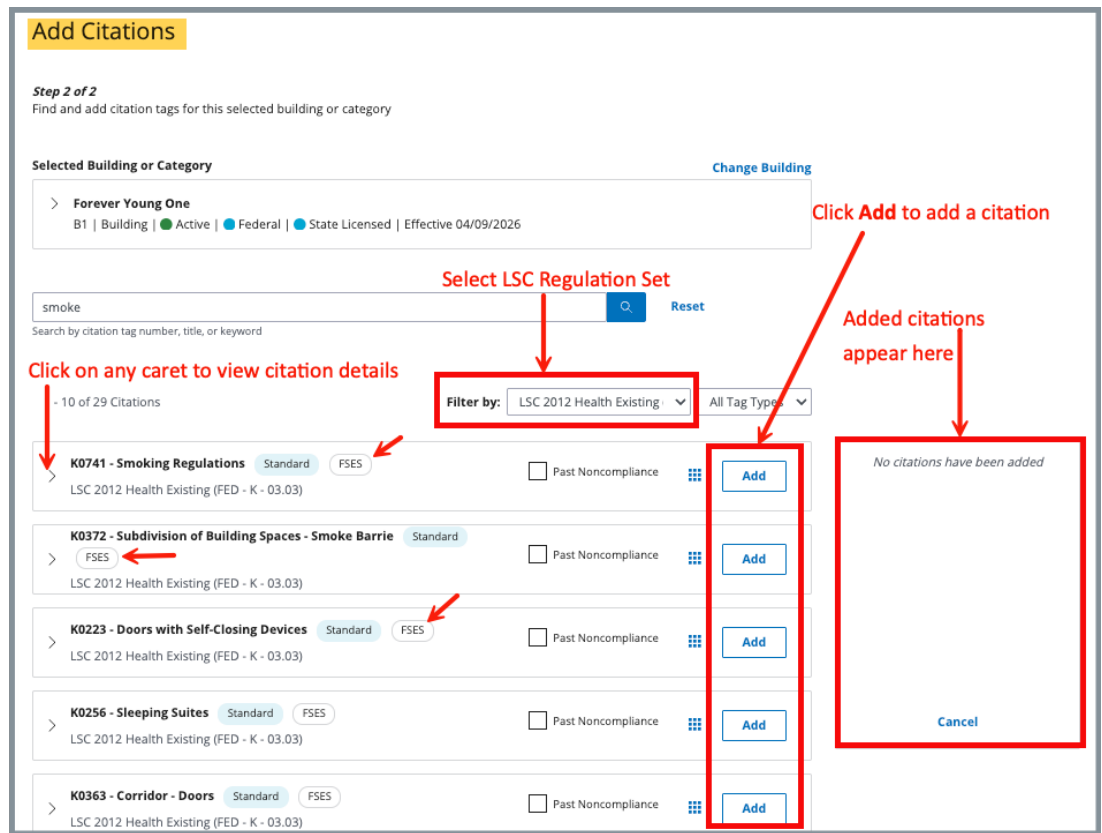 Add Citations
Step 2 of 2
Find and add citation tags for this selected building or category
Selected Building or Category
Change Building
Forever Young One
B1 | Building | Active | Federal | State Licensed | Effective 04/09/2026
Click Add to add a citation
Select LSC Regulation Set
smoke
Reset
Search by citation tag number, title, or keyword
Added citations
appear here
Click on any caret to view citation details
- 10 of 29 Citations
Filter by:
LSC 2012 Health Existing
All Tag Types
K0741 - Smoking Regulations Standard FSES
LSC 2012 Health Existing (FED - K - 03.03)
Past Noncompliance
Add
No citations have been added
K0372 - Subdivision of Building Spaces - Smoke Barrie Standard
FSES
LSC 2012 Health Existing (FED - K - 03.03)
Past Noncompliance
Add
K0223 - Doors with Self-Closing Devices Standard FSES
LSC 2012 Health Existing (FED - K - 03.03)
Past Noncompliance
Add
K0256 - Sleeping Suites Standard FSES
LSC 2012 Health Existing (FED - K - 03.03)
Past Noncompliance
Add
Cancel
K0363 - Corridor - Doors Standard FSES
LSC 2012 Health Existing (FED - K - 03.03)
Past Noncompliance
Add